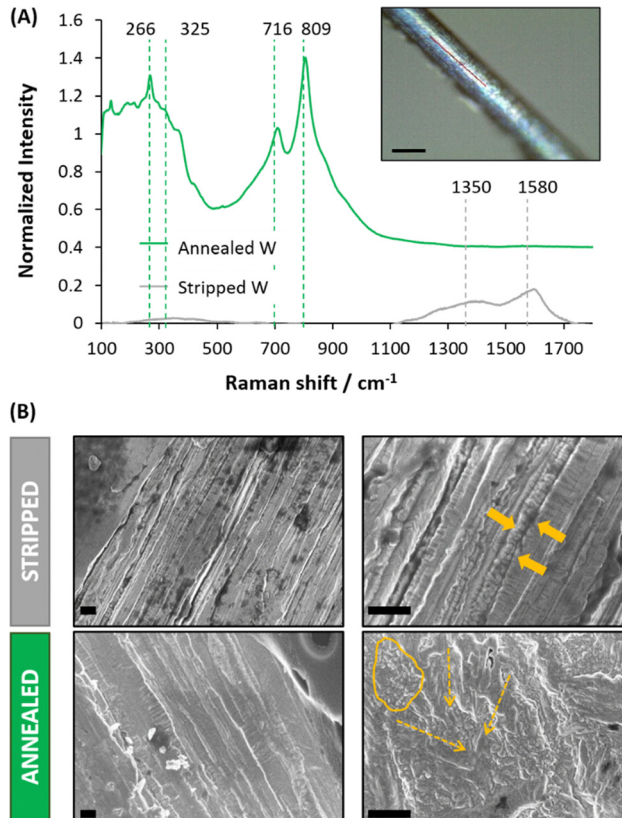 (A)
266 325 716 809
1.6
1.4
1.2
1
0.8
0.6
0.4
0.2
0
Normalized Intensity
1350 1580
Annealed W
Stripped W
100 300 500 700 900 1100 1300 1500 1700
Raman shift / cm⁻¹
(B)
STRIPPED
ANNEALED